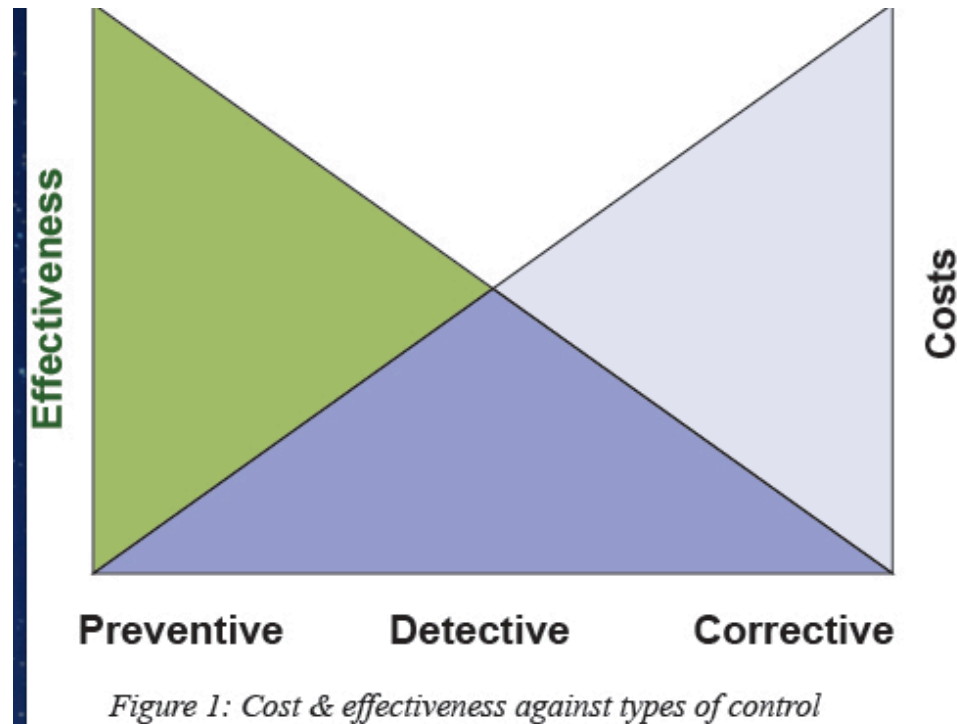 Effectiveness
Costs
Preventive Detective Corrective
Figure 1: Cost & effectiveness against types of control